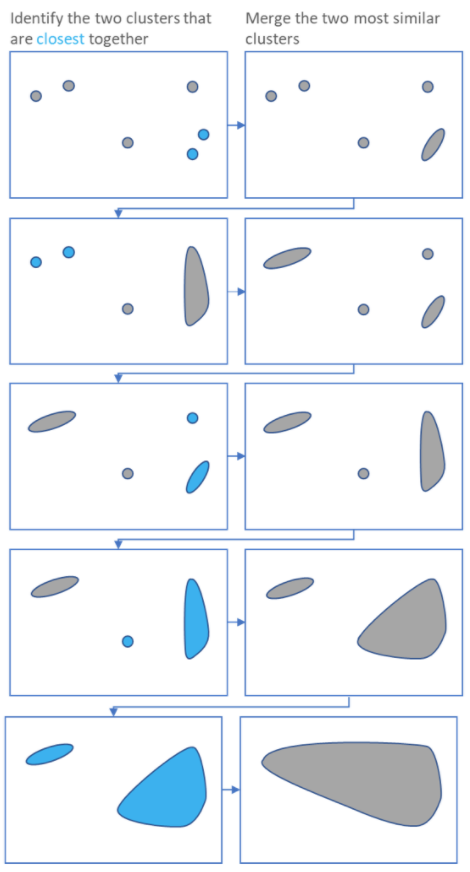 Identify the two clusters that
are closest together
Merge the two most similar
clusters